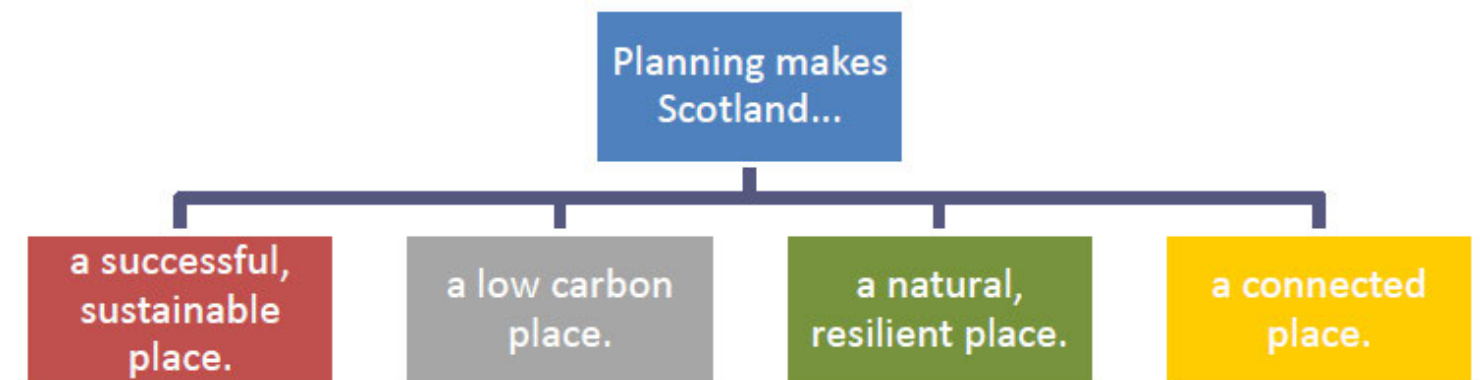 Planning makes
Scotland...
a successful,
sustainable
place.
a low carbon
place.
a natural,
resilient place.
a connected
place.